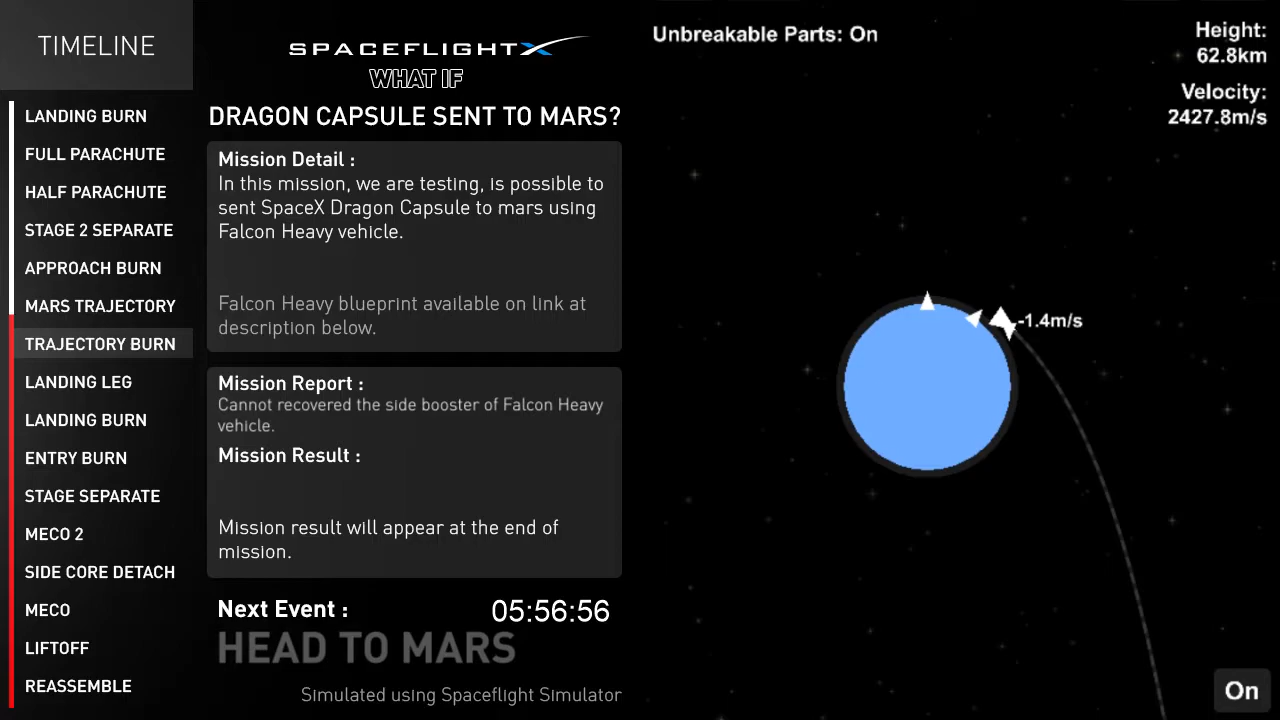 TIMELINE
LANDING BURN
FULL PARACHUTE
HALF PARACHUTE
STAGE 2 SEPARATE
APPROACH BURN
MARS TRAJECTORY
TRAJECTORY BURN
LANDING LEG
LANDING BURN
ENTRY BURN
STAGE SEPARATE
MECO 2
SIDE CORE DETACH
MECO
LIFTOFF
REASSEMBLE
SPACEFLIGHTX
WHAT IF
DRAGON CAPSULE SENT TO MARS?
Mission Detail :
In this mission, we are testing, is possible to
sent SpaceX Dragon Capsule to mars using
Falcon Heavy vehicle.
Falcon Heavy blueprint available on link at
description below.
Mission Report :
Cannot recovered the side booster of Falcon Heavy
vehicle.
Mission Result :
Mission result will appear at the end of
mission.
Next Event : 05:56:56
HEAD TO MARS
Simulated using Spaceflight Simulator
Unbreakable Parts: On
Height:
62.8km
Velocity:
2427.8m/s
-1.4m/s
On